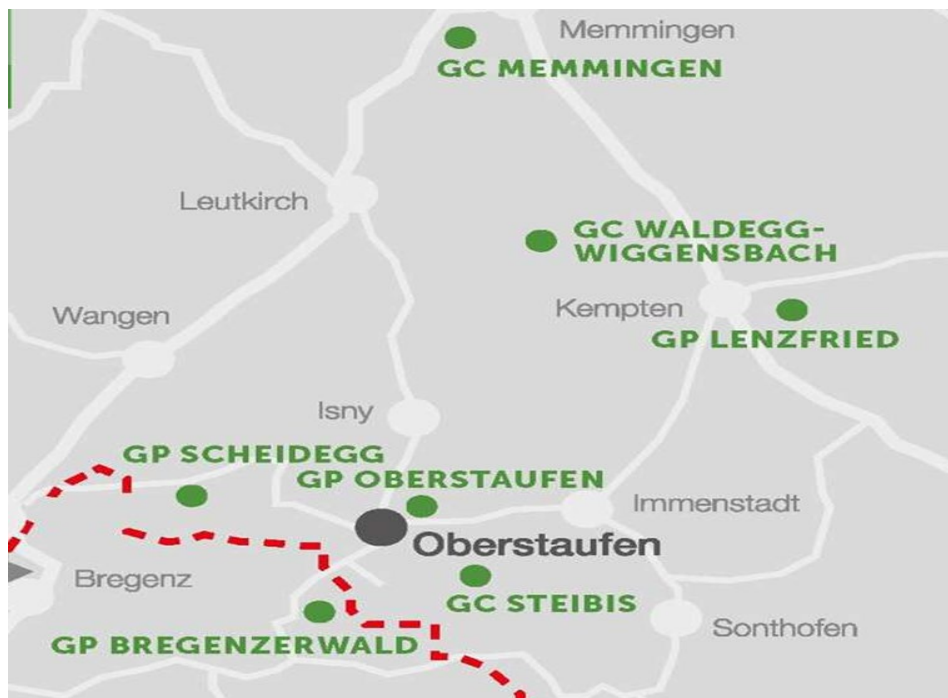 Memmingen
GC MEMMINGEN
Leutkirch
GC WALDEGG-
WIGGENSBACH
Wangen
Kempten
GP LENZFRIED
Isny
GP SCHEIDEGG
GP OBERSTAUFEN
Immenstadt
Oberstaufen
Bregenz
GC STEIBIS
Sonthofen
GP BREGENZERWALD